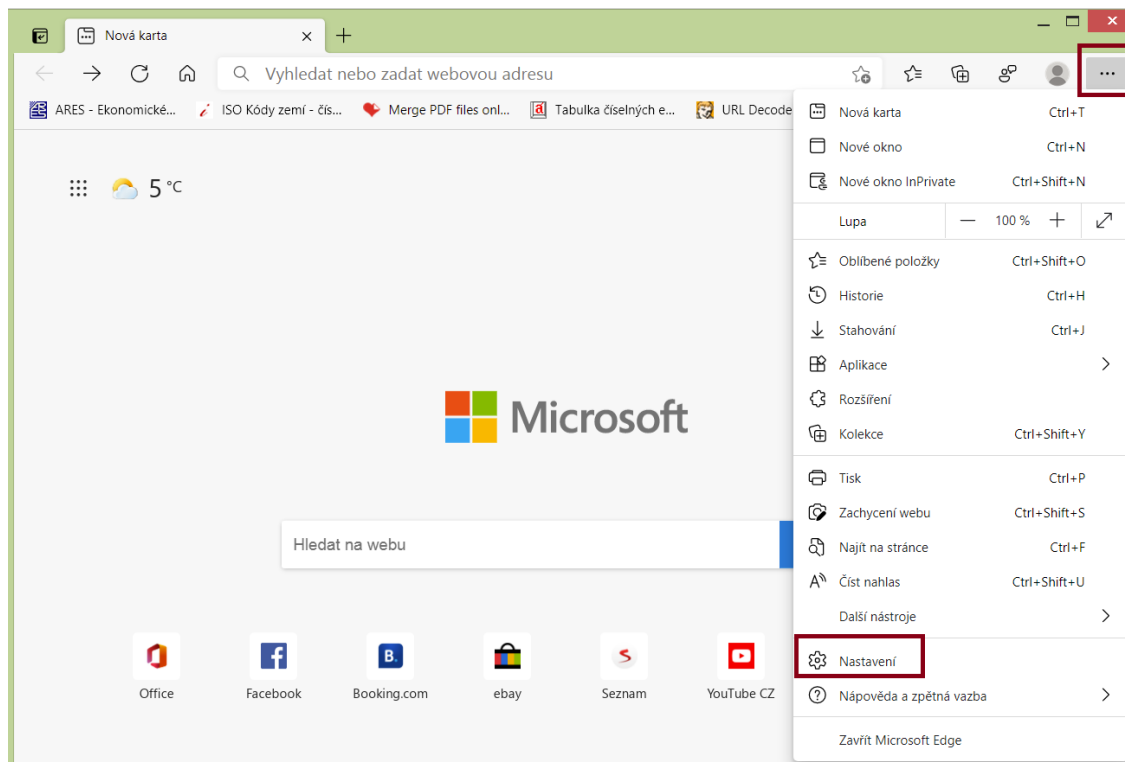 Nová karta
Vyhledat nebo zadat webovou adresu
ARES - Ekonomické... ISO Kódy zemí - čís... Merge PDF files onl... Tabulka číselných e... URL Decode
5 °C
Microsoft
Hledat na webu
Office Facebook Booking.com ebay Seznam YouTube CZ
Nová karta Ctrl+T
Nové okno Ctrl+N
Nové okno InPrivate Ctrl+Shift+N
Lupa — 100 % +
Oblíbené položky Ctrl+Shift+O
Historie Ctrl+H
Stahování Ctrl+J
Aplikace
Rozšíření
Kolekce Ctrl+Shift+Y
Tisk Ctrl+P
Zachycení webu Ctrl+Shift+S
Najít na stránce Ctrl+F
Číst nahlas Ctrl+Shift+U
Další nástroje
Nastavení
Nápověda a zpětná vazba
Zavřít Microsoft Edge